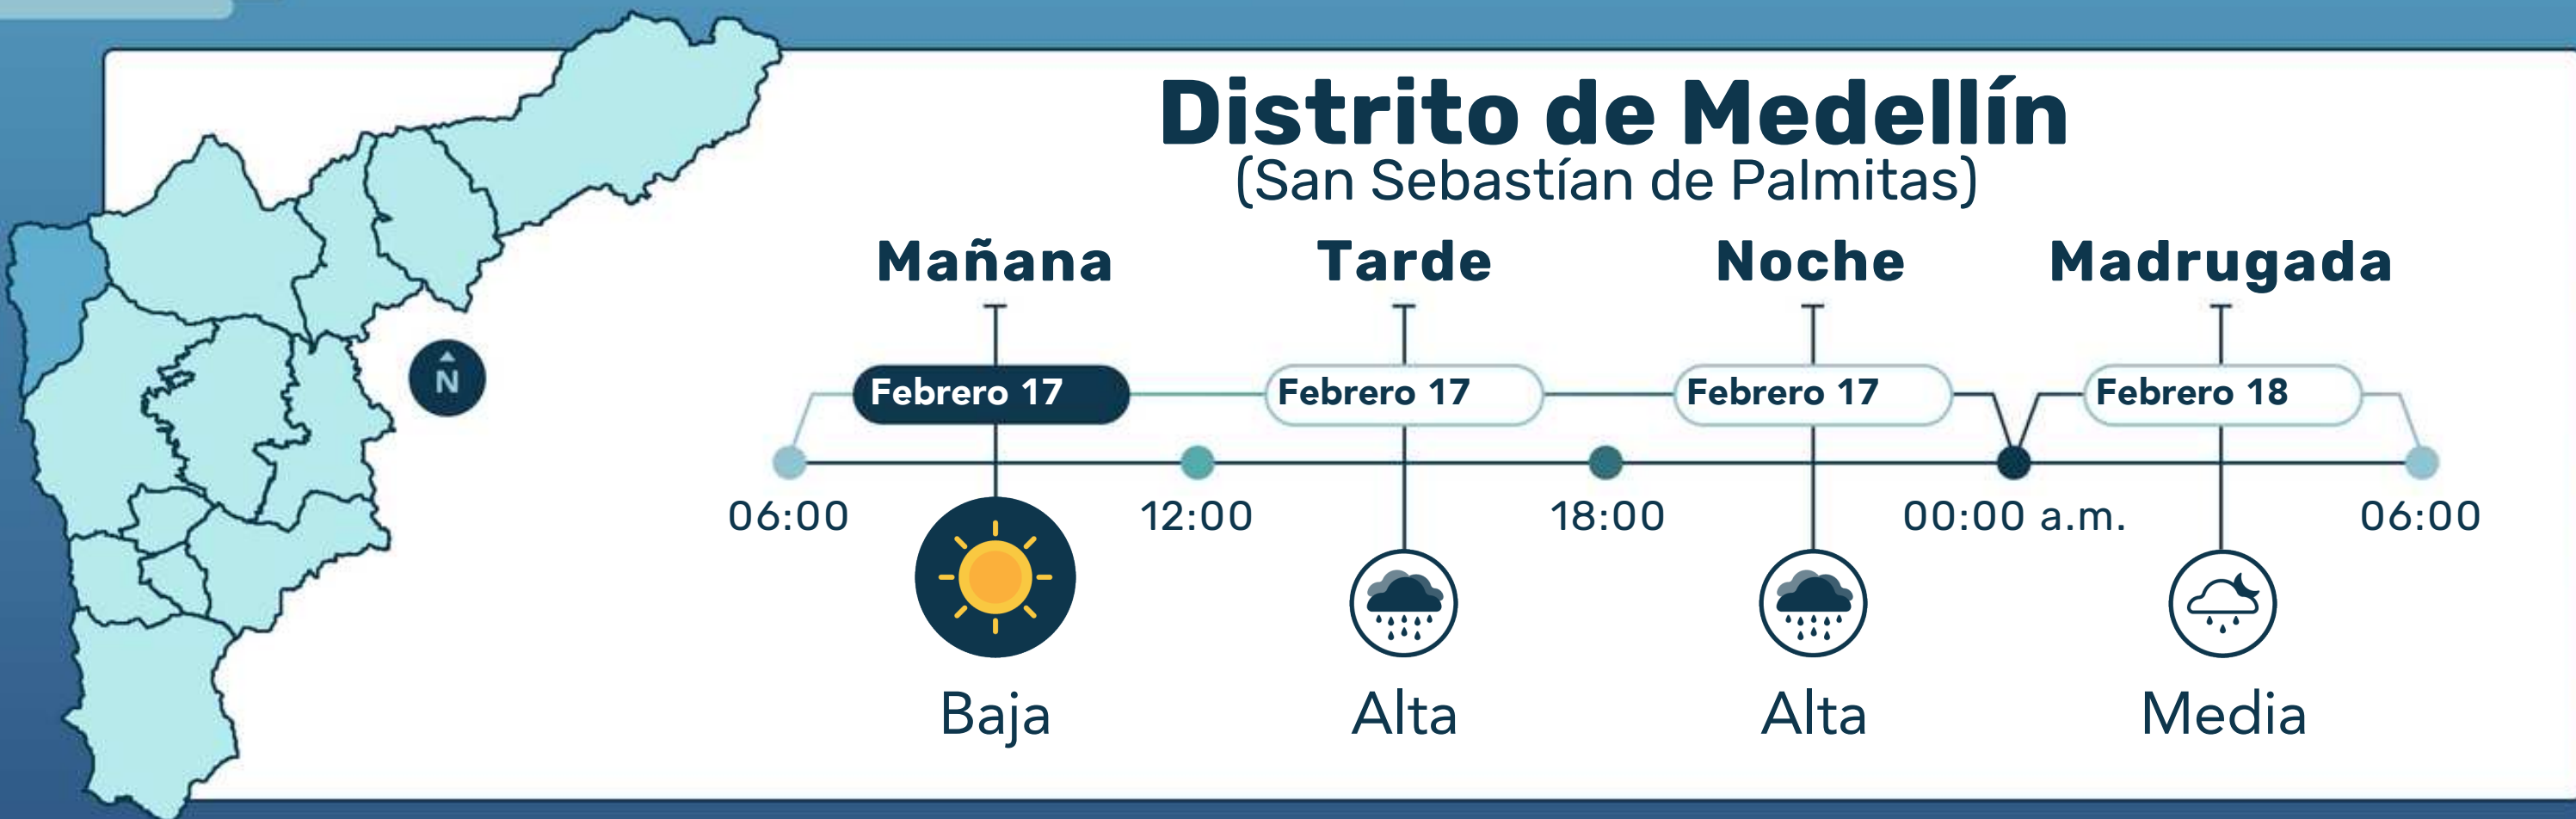 Distrito de Medellín
(San Sebastían de Palmitas)
Mañana Tarde Noche Madrugada
Febrero 17 Febrero 17 Febrero 17 Febrero 18
N
06:00 12:00 18:00 00:00 a.m. 06:00
Baja Alta Alta Media